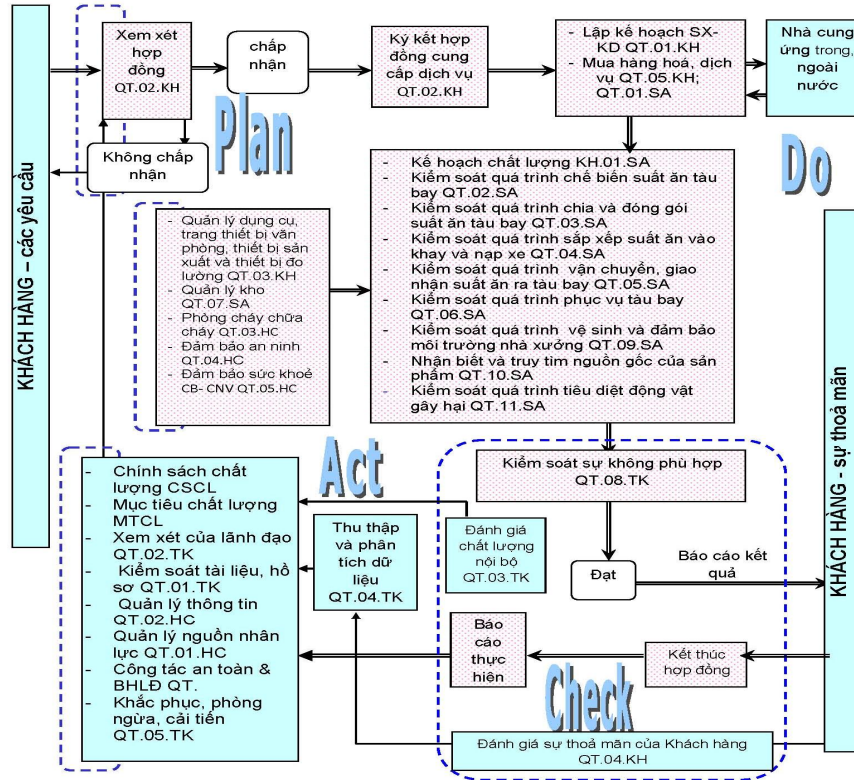 Xem xét
hợp
đồng
QT.02.KH
chấp
nhận
Ký kết hợp
đồng cung
cấp dịch vụ
QT.02.KH
- Lập kế hoạch SX-
KD QT.01.KH
- Mua hàng hoá, dịch
vụ QT.05.KH;
QT.01.SA
Nhà cung
ứng trong,
ngoài
nước
Plan
Do
Không chấp
nhận
KHÁCH HÀNG – các yêu cầu
- Quản lý dụng cụ,
trang thiết bị văn
phòng, thiết bị sản
xuất và thiết bị đo
lường QT.03.KH
- Quản lý kho
QT.07.SA
- Phòng cháy chữa
cháy QT.03.HC
- Đảm bảo an ninh
QT.04.HC
- Đảm bảo sức khoẻ
CB- CNV QT.05.HC
- Kế hoạch chất lượng KH.01.SA
- Kiểm soát quá trình chế biến suất ăn tàu
bay QT.02.SA
- Kiểm soát quá trình chia và đóng gói
suất ăn tàu bay QT.03.SA
- Kiểm soát quá trình sắp xếp suất ăn vào
khay và nạp xe QT.04.SA
- Kiểm soát quá trình vận chuyển, giao
nhận suất ăn ra tàu bay QT.05.SA
- Kiểm soát quá trình phục vụ tàu bay
QT.06.SA
- Kiểm soát quá trình vệ sinh và đảm bảo
môi trường nhà xưởng QT.09.SA
- Nhận biết và truy tìm nguồn gốc của sản
phẩm QT.10.SA
- Kiểm soát quá trình tiêu diệt động vật
gây hại QT.11.SA
KHÁCH HÀNG - sự thoả mãn
Act
- Chính sách chất
lượng CSCL
- Mục tiêu chất lượng
MTCL
- Xem xét của lãnh đạo
QT.02.TK
- Kiểm soát tài liệu, hồ
sơ QT.01.TK
- Quản lý thông tin
QT.02.HC
- Quản lý nguồn nhân
lực QT.01.HC
- Công tác an toàn &
BHLĐ QT.
- Khắc phục, phòng
ngừa, cải tiến
QT.05.TK
Thu thập
và phân
tích dữ
liệu
QT.04.TK
Kiểm soát sự không phù hợp
QT.08.TK
Đánh giá
chất lượng
nội bộ
QT.03.TK
Đạt
Báo cáo kết
quả
Báo
cáo
thực
hiện
Kết thúc
hợp đồng
Check
Đánh giá sự thoả mãn của Khách hàng
QT.04.KH